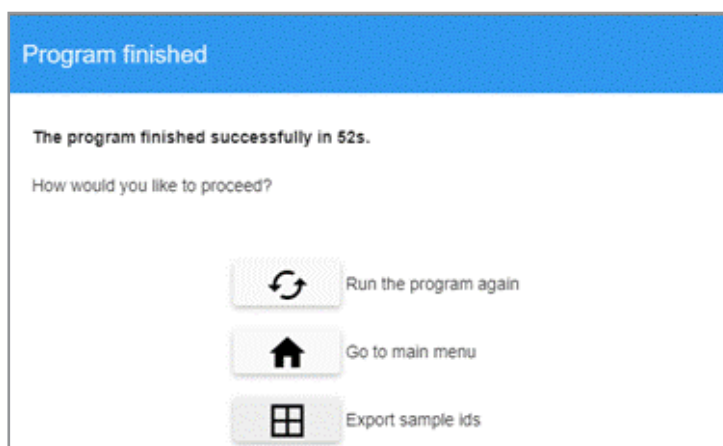 Program finished
The program finished successfully in 52s.
How would you like to proceed?
Run the program again
Go to main menu
Export sample ids